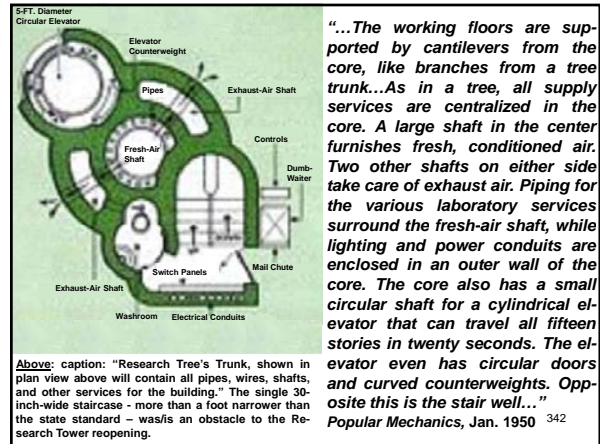 5-FT. Diameter
Circular Elevator
Elevator
Counterweight
Pipes
Exhaust-Air Shaft
Fresh-Air
Shaft
Controls
Dumb-
Waiter
Mail Chute
Switch Panels
Exhaust-Air Shaft
Washroom
Electrical Conduits
Above: caption: “Research Tree’s Trunk, shown in
plan view above will contain all pipes, wires, shafts,
and other services for the building.” The single 30-
inch-wide staircase - more than a foot narrower than
the state standard – was/is an obstacle to the Re-
search Tower reopening.
“…The working floors are sup-
ported by cantilevers from the
core, like branches from a tree
trunk…As in a tree, all supply
services are centralized in the
core. A large shaft in the center
furnishes fresh, conditioned air.
Two other shafts on either side
take care of exhaust air. Piping for
the various laboratory services
surround the fresh-air shaft, while
lighting and power conduits are
enclosed in an outer wall of the
core. The core also has a small
circular shaft for a cylindrical el-
evator that can travel all fifteen
stories in twenty seconds. The el-
evator even has circular doors
and curved counterweights. Opp-
osite this is the stair well…”
Popular Mechanics, Jan. 1950
342